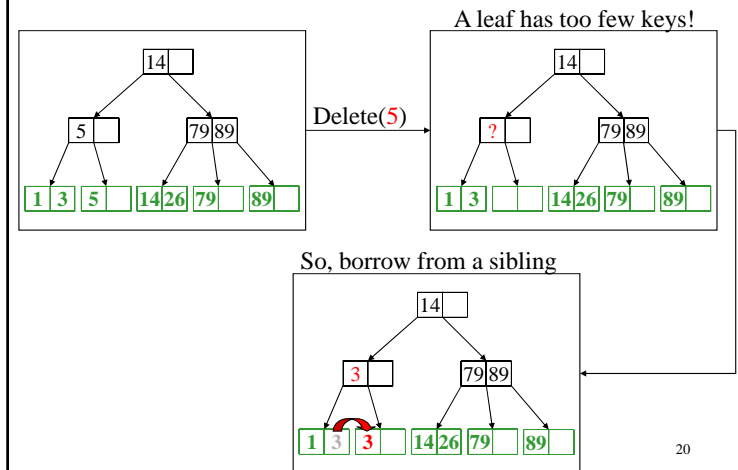 A leaf has too few keys!
14
5
79 89
1 3 5 14 26 79 89
Delete(5)
14
?
79 89
1 3 14 26 79 89
So, borrow from a sibling
14
3
79 89
1 3 3 14 26 79 89
20